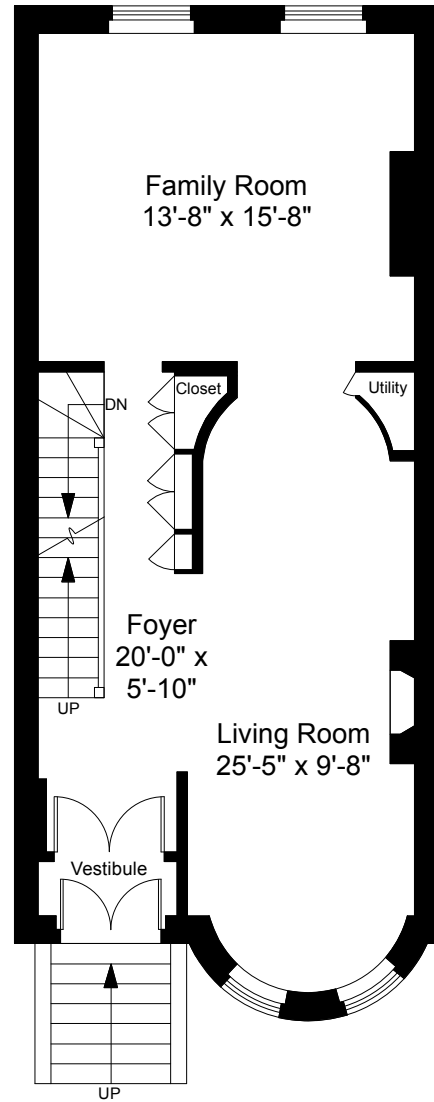 Family Room
13'-8" x 15'-8"
Closet
Utility
DN
Foyer
20'-0" x
5'-10"
UP
Living Room
25'-5" x 9'-8"
Vestibule
UP